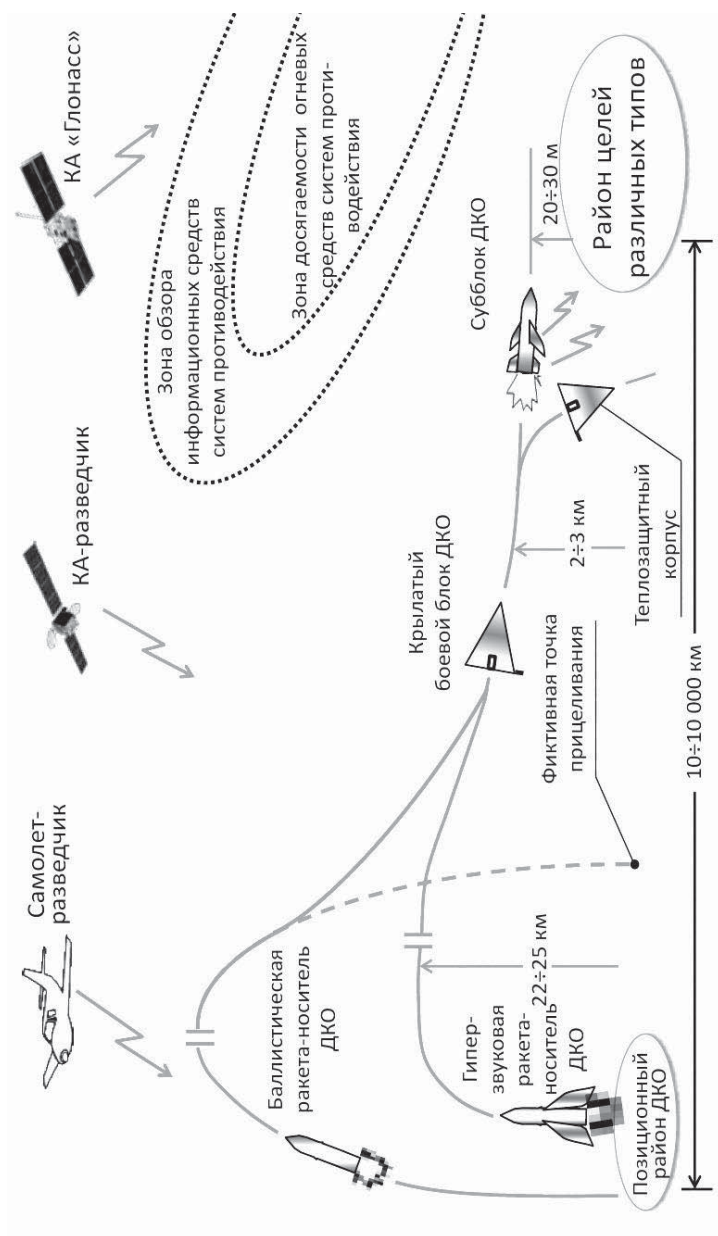 Самолет-
разведчик
КА-разведчик
КА «Глонасс»
Зона обзора
информационных средств
систем противодействия
Зона досягаемости огневых
средств систем проти-
водействия
Баллистическая
ракета-носитель
ДКО
Гипер-
звуковая
ракета-
носитель
ДКО
22÷25 км
Крылатый
боевой блок ДКО
Субблок ДКО
20÷30 м
2÷3 км
Фиктивная точка
прицеливания
Теплозащитный
корпус
Позиционный
район ДКО
Район целей
различных типов
10÷10 000 км